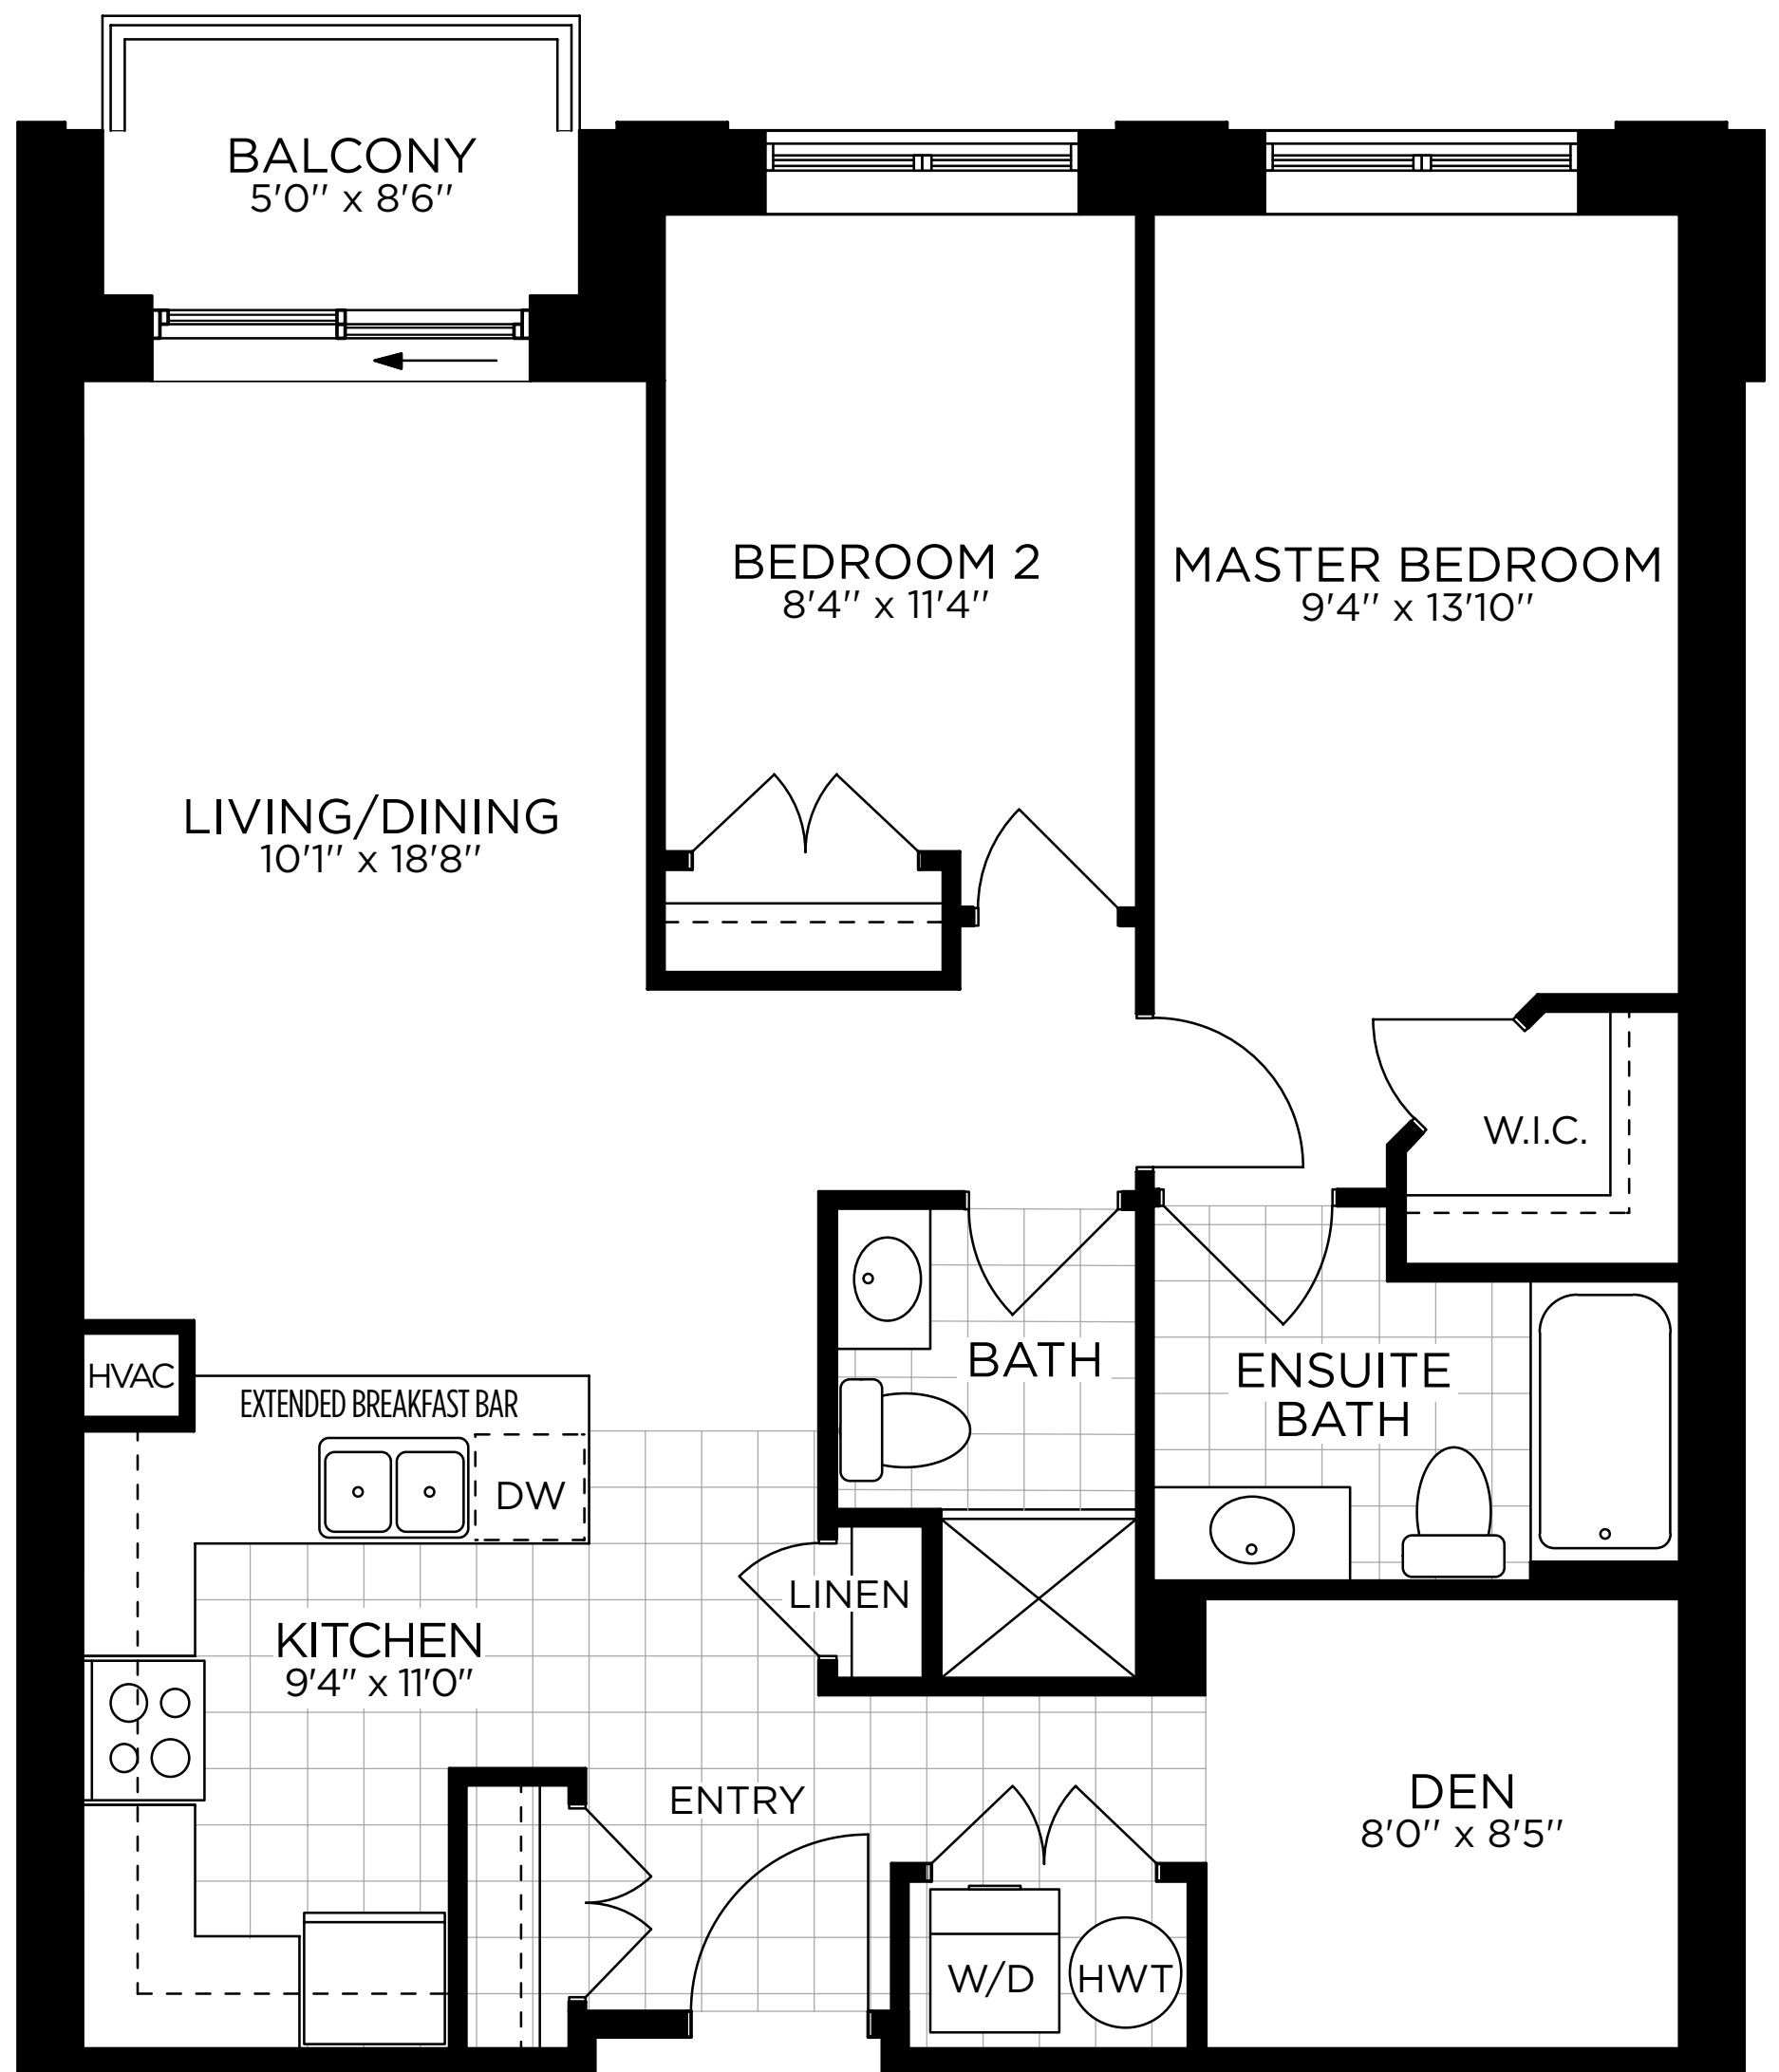 BALCONY
5'0'' x 8'6''
BEDROOM 2
8'4'' x 11'4''
MASTER BEDROOM
9'4'' x 13'10''
LIVING/DINING
10'1'' x 18'8''
W.I.C.
HVAC
EXTENDED BREAKFAST BAR
BATH
ENSUITE
BATH
DW
LINEN
KITCHEN
9'4'' x 11'0''
ENTRY
DEN
8'0'' x 8'5''
W/D
HWT